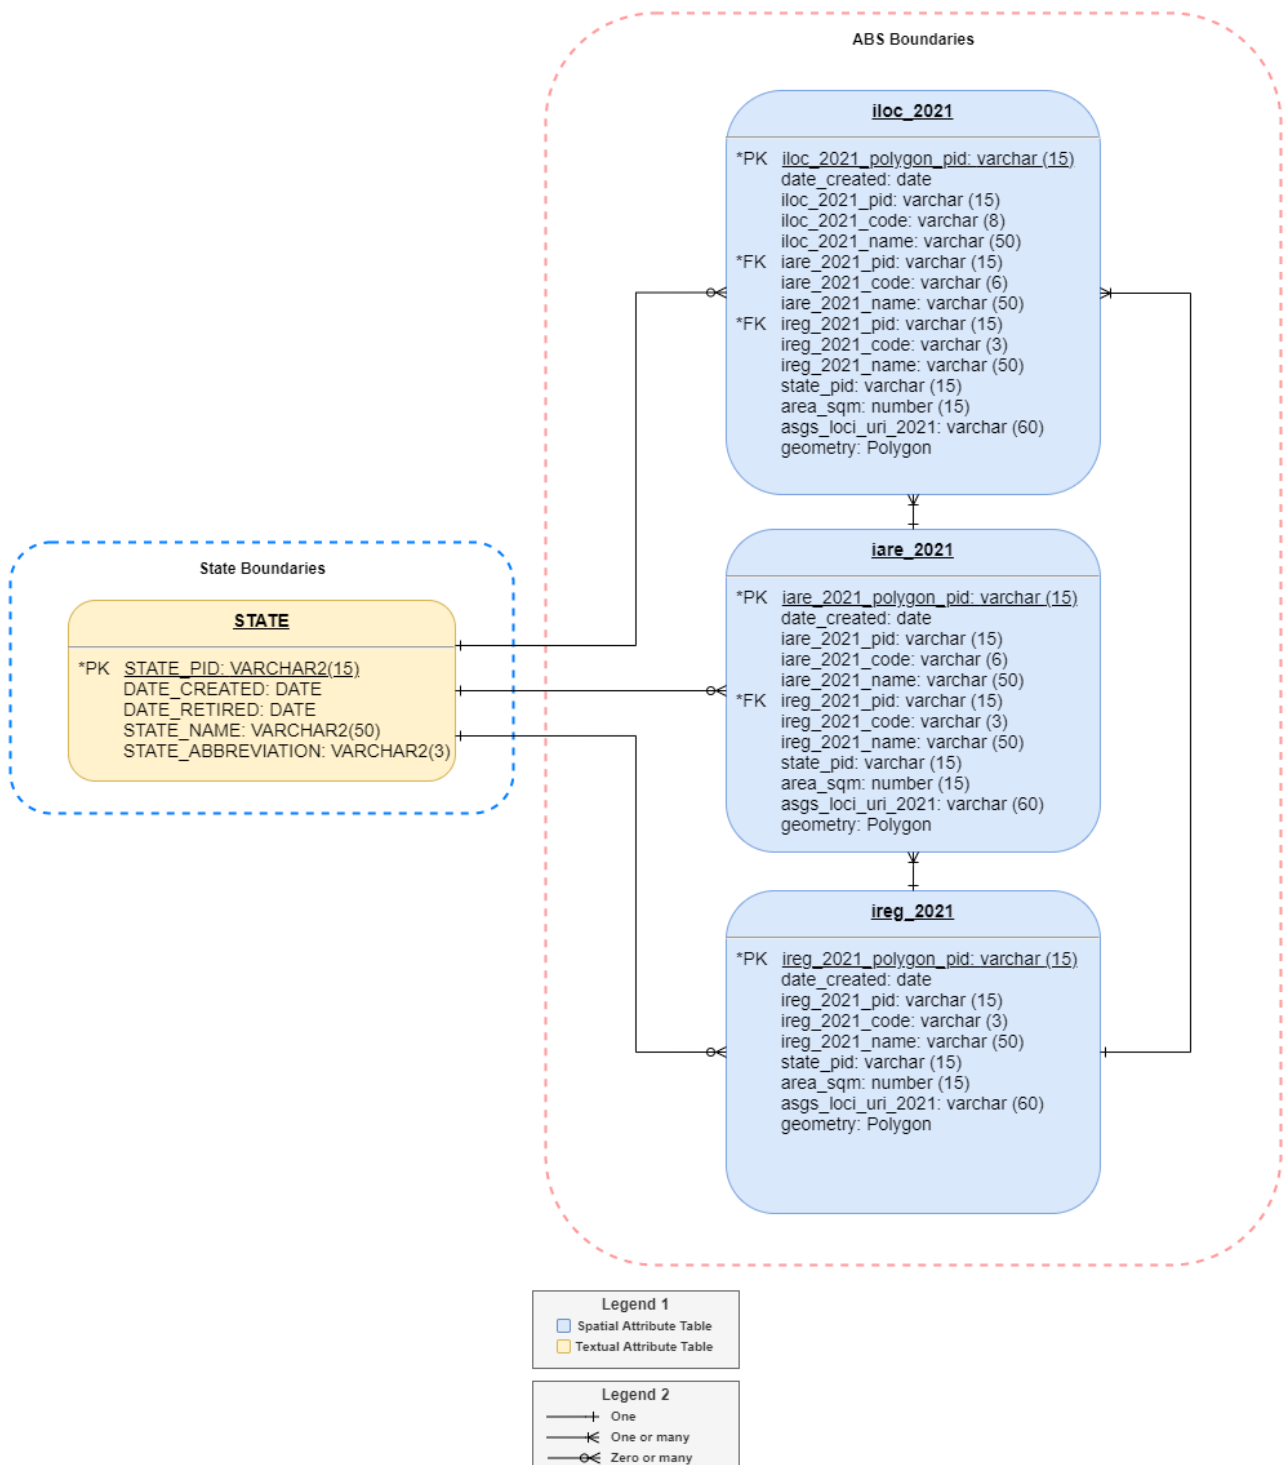 ABS Boundaries
iloc_2021
*PK iloc_2021_polygon_pid: varchar (15)
date_created: date
iloc_2021_pid: varchar (15)
iloc_2021_code: varchar (8)
iloc_2021_name: varchar (50)
*FK iare_2021_pid: varchar (15)
iare_2021_code: varchar (6)
iare_2021_name: varchar (50)
*FK ireg_2021_pid: varchar (15)
ireg_2021_code: varchar (3)
ireg_2021_name: varchar (50)
state_pid: varchar (15)
area_sqm: number (15)
asgs_loci_uri_2021: varchar (60)
geometry: Polygon
State Boundaries
STATE
*PK STATE_PID: VARCHAR2(15)
DATE_CREATED: DATE
DATE_RETIRED: DATE
STATE_NAME: VARCHAR2(50)
STATE_ABBREVIATION: VARCHAR2(3)
iare_2021
*PK iare_2021_polygon_pid: varchar (15)
date_created: date
iare_2021_pid: varchar (15)
iare_2021_code: varchar (6)
iare_2021_name: varchar (50)
*FK ireg_2021_pid: varchar (15)
ireg_2021_code: varchar (3)
ireg_2021_name: varchar (50)
state_pid: varchar (15)
area_sqm: number (15)
asgs_loci_uri_2021: varchar (60)
geometry: Polygon
ireg_2021
*PK ireg_2021_polygon_pid: varchar (15)
date_created: date
ireg_2021_pid: varchar (15)
ireg_2021_code: varchar (3)
ireg_2021_name: varchar (50)
state_pid: varchar (15)
area_sqm: number (15)
asgs_loci_uri_2021: varchar (60)
geometry: Polygon
Legend 1
Spatial Attribute Table
Textual Attribute Table
Legend 2
One
One or many
Zero or many